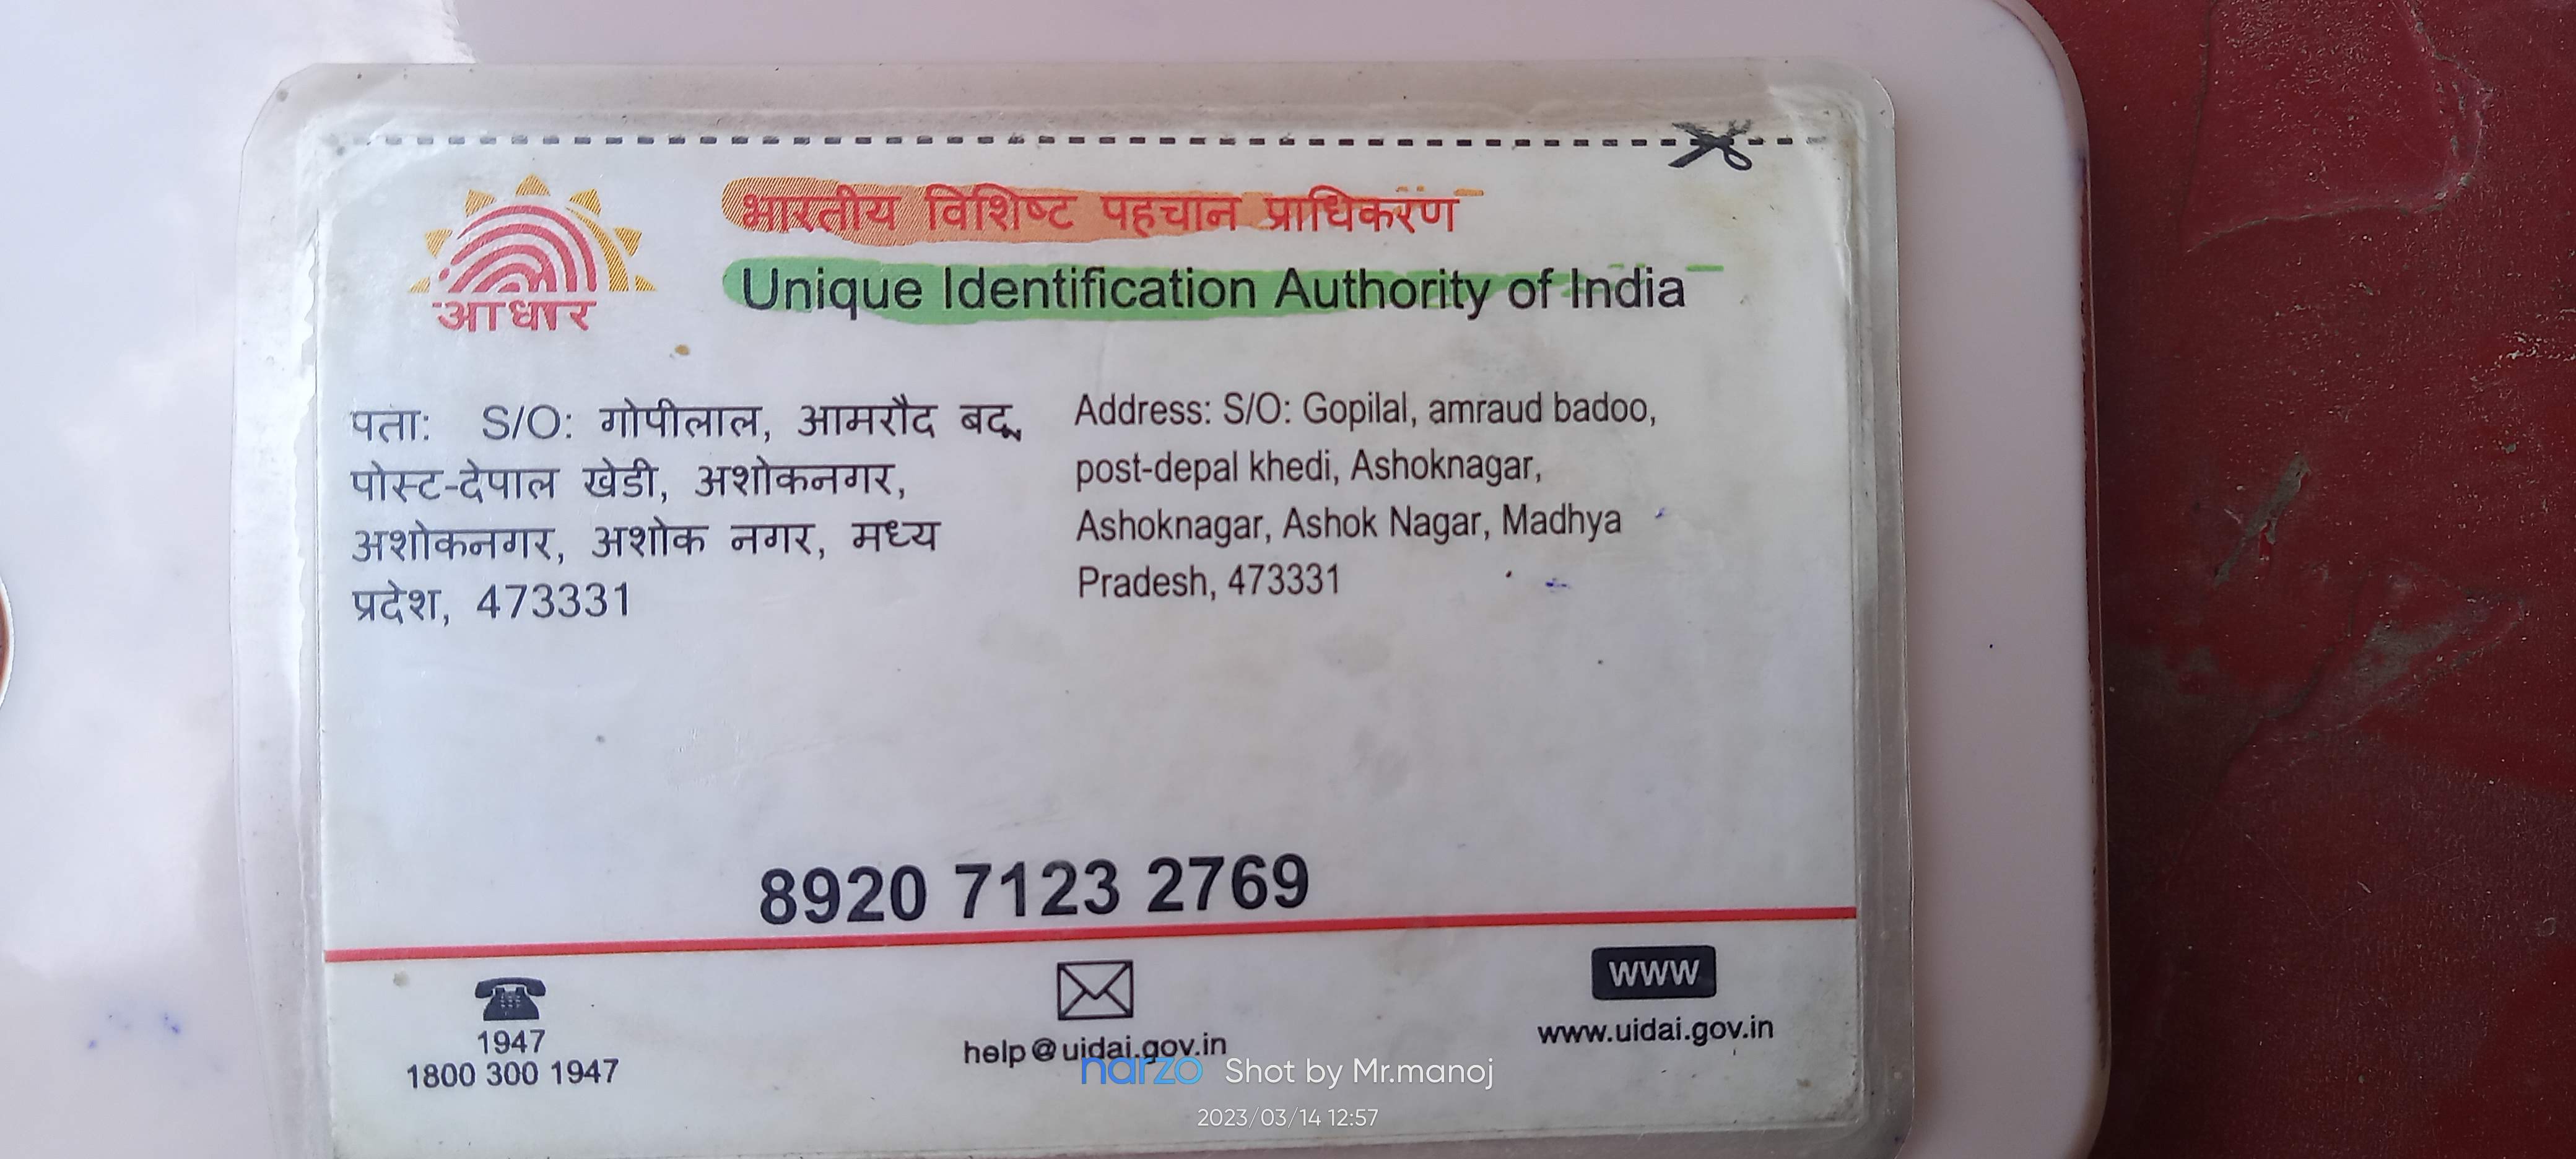 भारतीय विशिष्ट पहचान प्राधिकरण
Unique Identification Authority of India
आधार
पता: S/O: गोपीलाल, आमरौद बदू,
पोस्ट-देपाल खेडी, अशोकनगर,
अशोकनगर, अशोक नगर, मध्य
प्रदेश, 473331
Address: S/O: Gopilal, amraud badoo,
post-depal khedi, Ashoknagar,
Ashoknagar, Ashok Nagar, Madhya
Pradesh, 473331
8920 7123 2769
1947
1800 300 1947
help@uidai.gov.in
www
www.uidai.gov.in
narzo Shot by Mr.manoj
2023/03/14 12:57